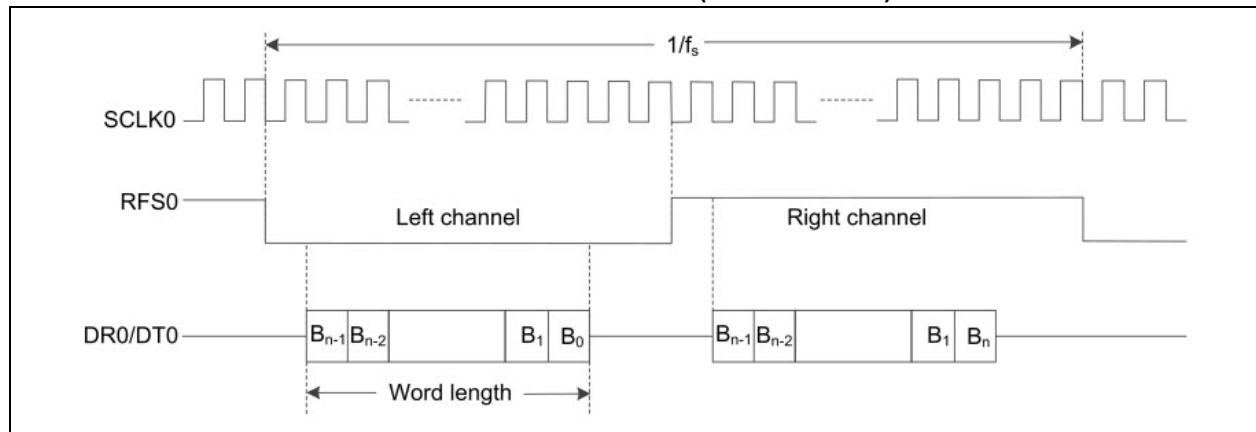 1/fs
SCLK0
RFS0
Left channel
Right channel
DR0/DT0
Bn-1 Bn-2 B1 B0 Bn-1 Bn-2 B1 Bn
Word length